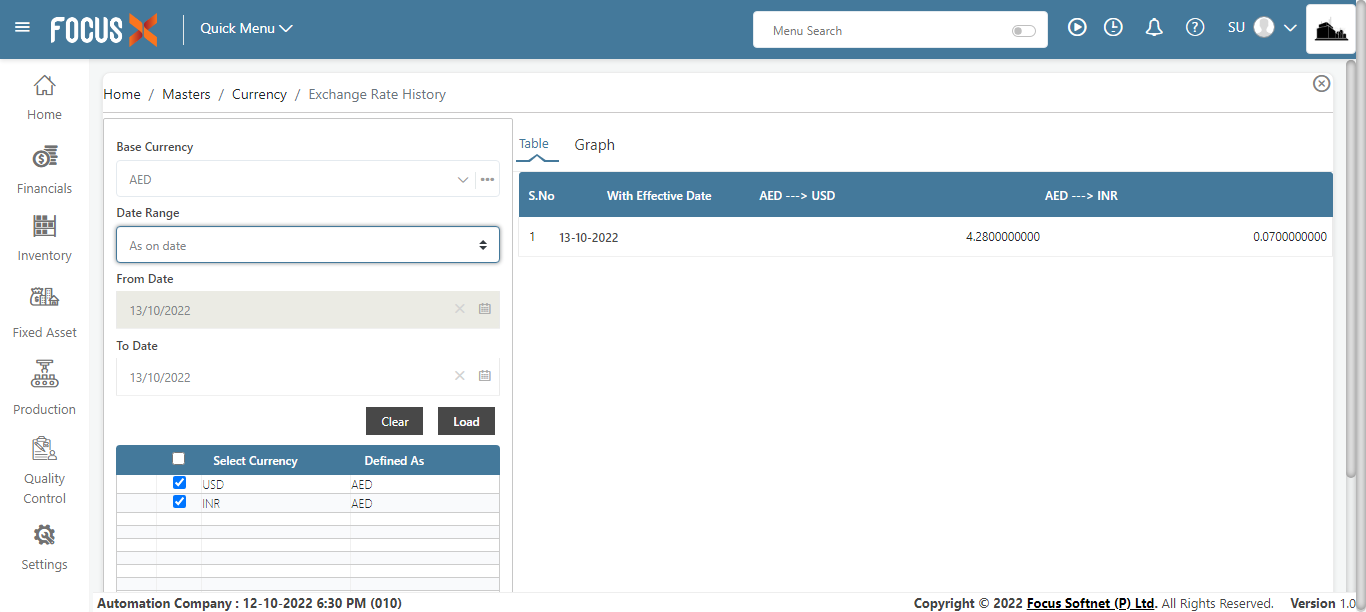 FOCUS X
Quick Menu
Menu Search
SU
Home
Financials
Inventory
Fixed Asset
Production
Quality
Control
Settings
Home / Masters / Currency / Exchange Rate History
Base Currency
AED
Date Range
As on date
From Date
13/10/2022
To Date
13/10/2022
Clear Load
Select Currency Defined As
USD AED
INR AED
Table Graph
S.No With Effective Date AED ---> USD AED ---> INR
1 13-10-2022 4.2800000000 0.0700000000
Automation Company : 12-10-2022 6:30 PM (010)
Copyright © 2022 Focus Softnet (P) Ltd. All Rights Reserved. Version 1.0